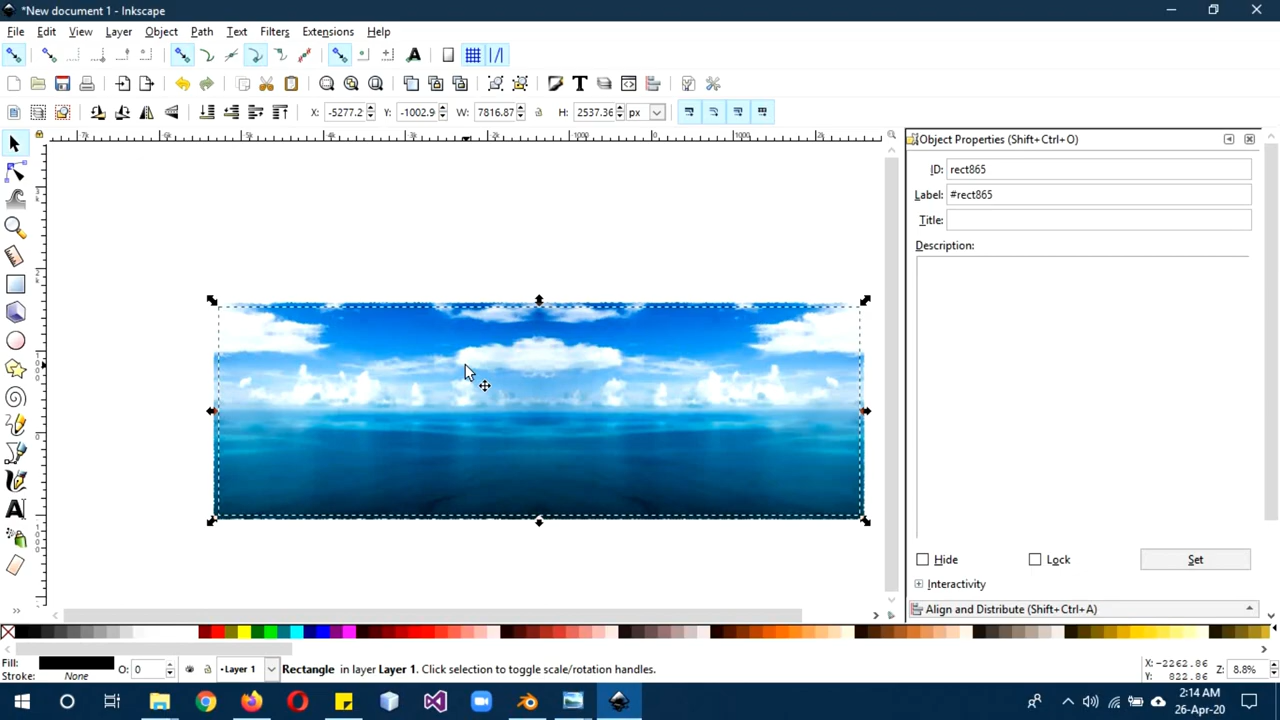 *New document 1 - Inkscape
File Edit View Layer Object Path Text Filters Extensions Help
X: -5277.2 Y: -1002.9 W: 7816.87 H: 2537.36 px
Object Properties (Shift+Ctrl+O)
ID: rect865
Label: #rect865
Title:
Description:
Hide Lock Set
Interactivity
Align and Distribute (Shift+Ctrl+A)
Fill:
Stroke: None
O: 0
Layer 1
Rectangle in layer Layer 1. Click selection to toggle scale/rotation handles.
X: -2262.86
Y: 822.86
Z: 8.8%
2:14 AM
26-Apr-20